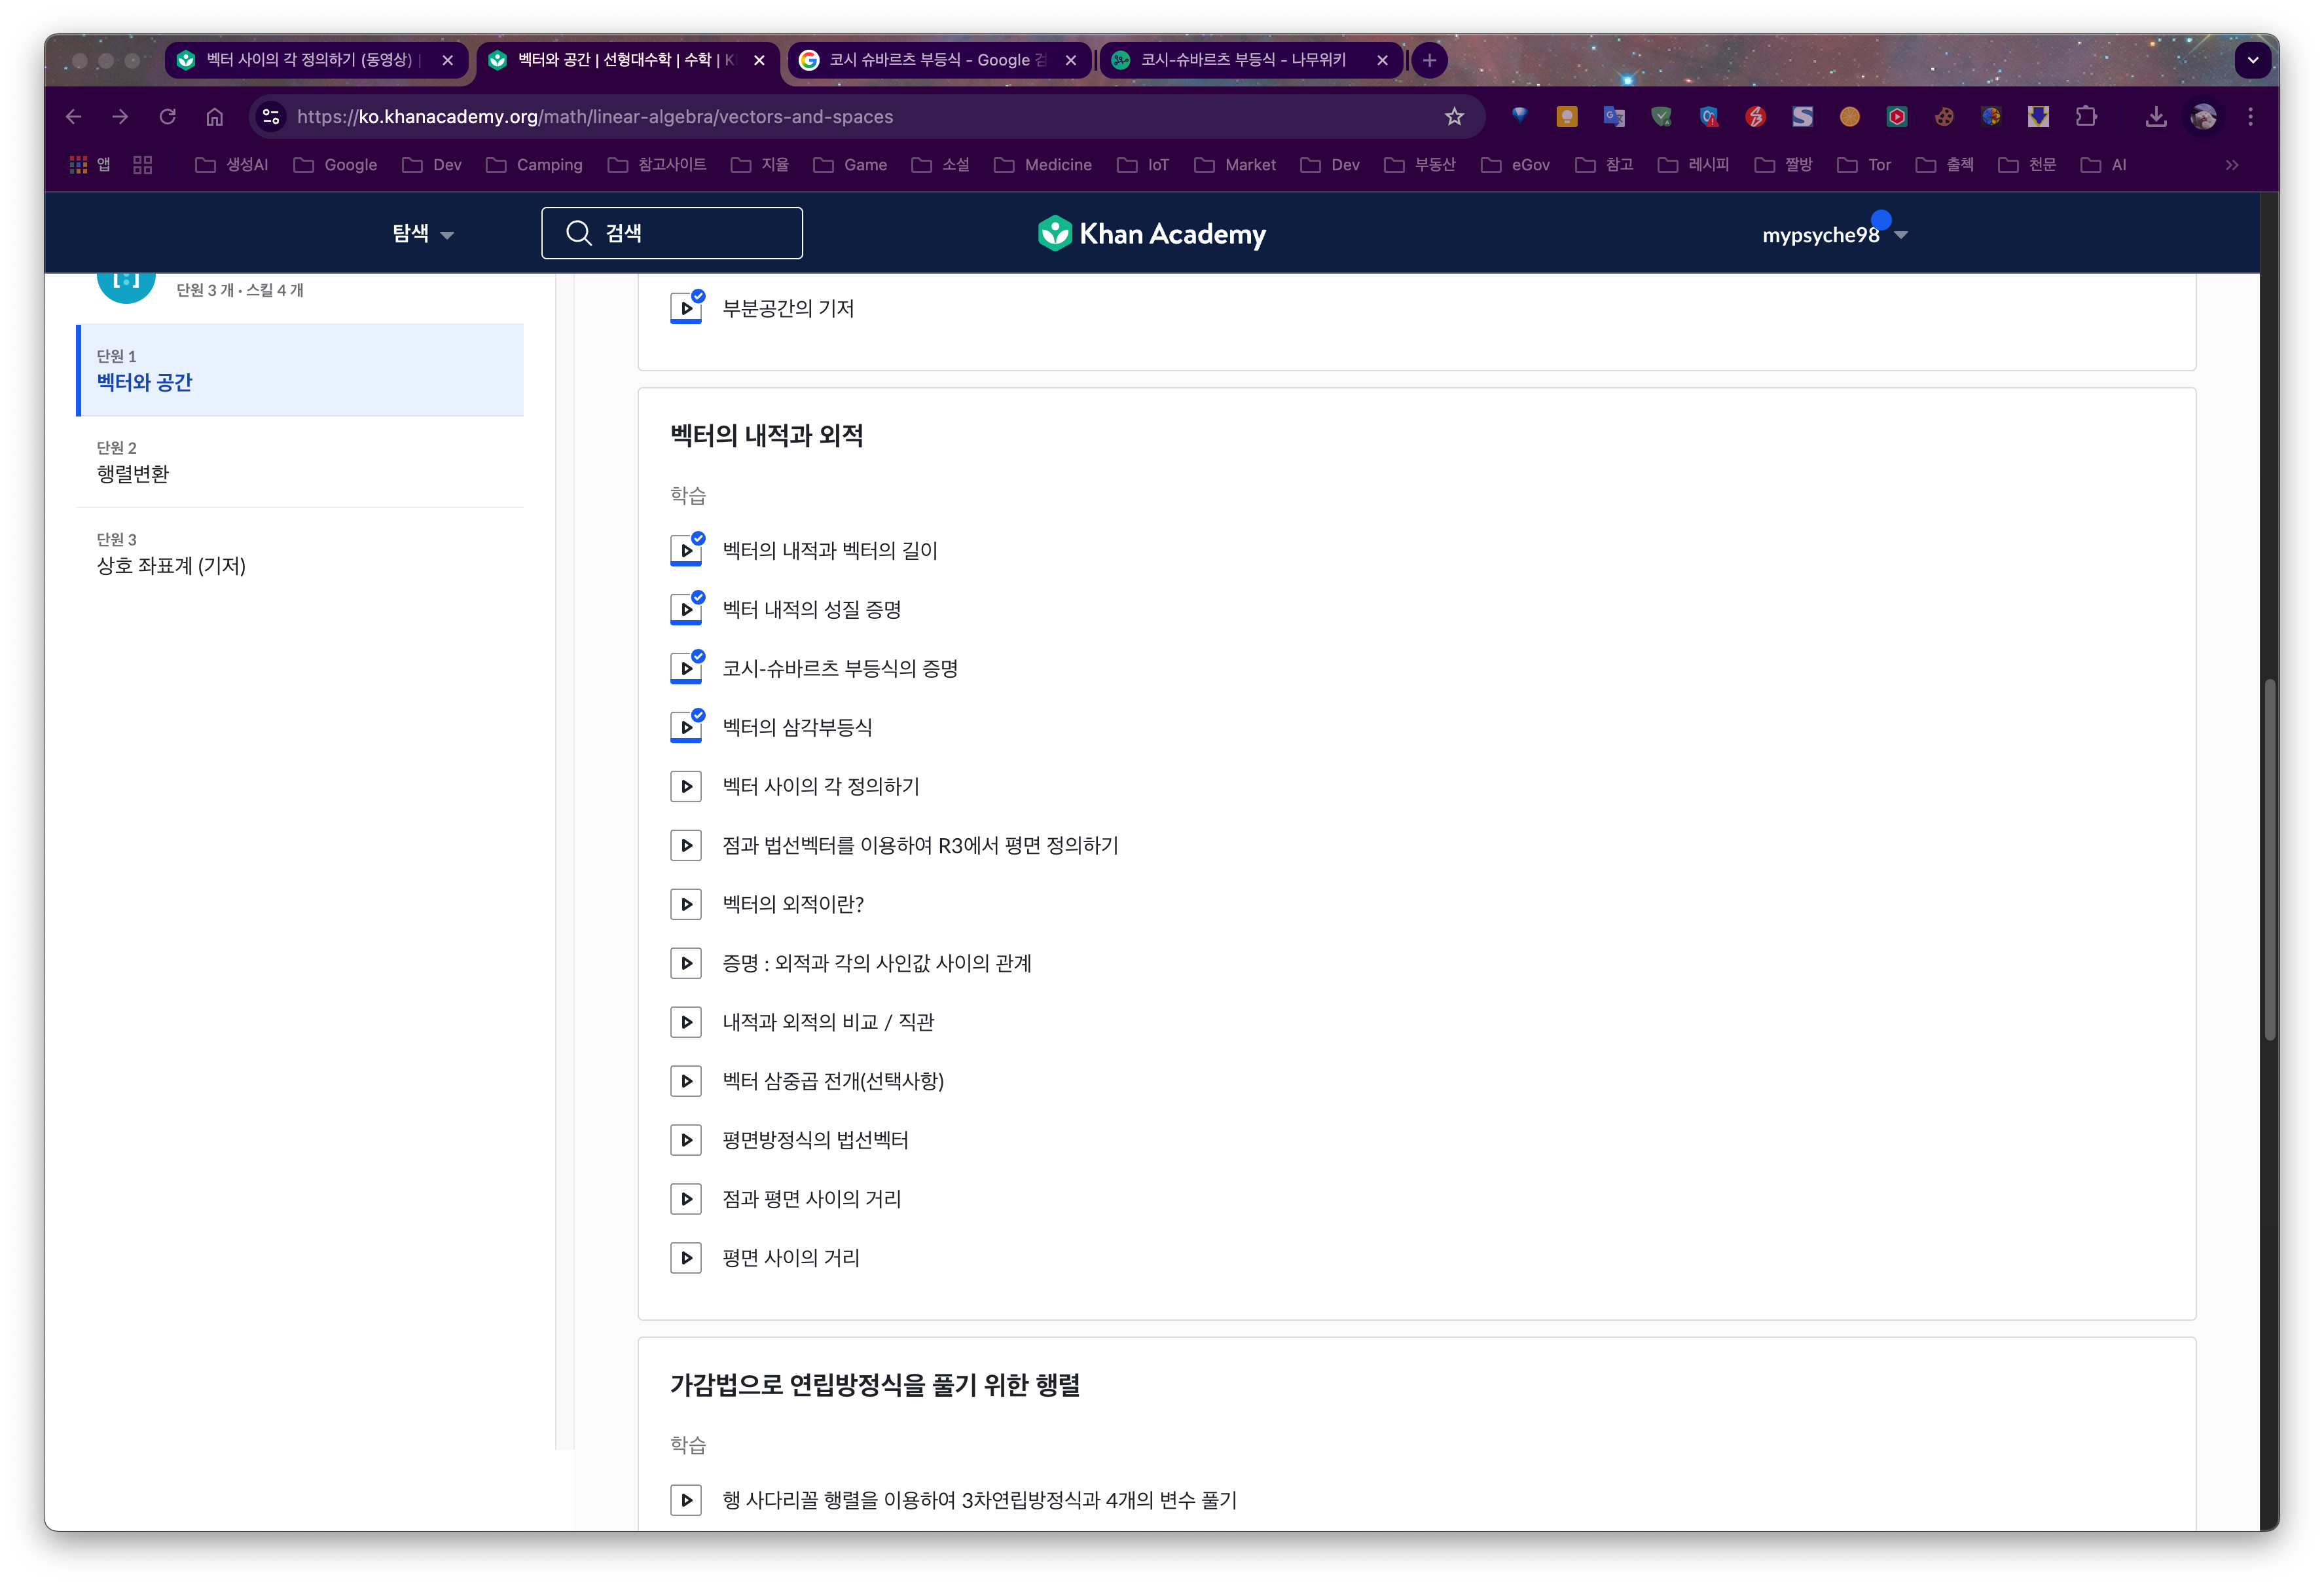 벡터 사이의 각 정의하기 (동영상) |
벡터와 공간 | 선형대수학 | 수학 | K
코시 슈바르츠 부등식 - Google 검
코시-슈바르츠 부등식 - 나무위키
https://ko.khanacademy.org/math/linear-algebra/vectors-and-spaces
앱 생성AI Google Dev Camping 참고사이트 지율 Game 소설 Medicine IoT Market Dev 부동산 eGov 참고 레시피 짤방 Tor 출첵 천문 AI
탐색 검색 Khan Academy mypsyche98
단원 3 개 • 스킬 4 개
단원 1
벡터와 공간
단원 2
행렬변환
단원 3
상호 좌표계 (기저)
부분공간의 기저
벡터의 내적과 외적
학습
벡터의 내적과 벡터의 길이
벡터 내적의 성질 증명
코시-슈바르츠 부등식의 증명
벡터의 삼각부등식
벡터 사이의 각 정의하기
점과 법선벡터를 이용하여 R3에서 평면 정의하기
벡터의 외적이란?
증명 : 외적과 각의 사인값 사이의 관계
내적과 외적의 비교 / 직관
벡터 삼중곱 전개(선택사항)
평면방정식의 법선벡터
점과 평면 사이의 거리
평면 사이의 거리
가감법으로 연립방정식을 풀기 위한 행렬
학습
행 사다리꼴 행렬을 이용하여 3차연립방정식과 4개의 변수 풀기